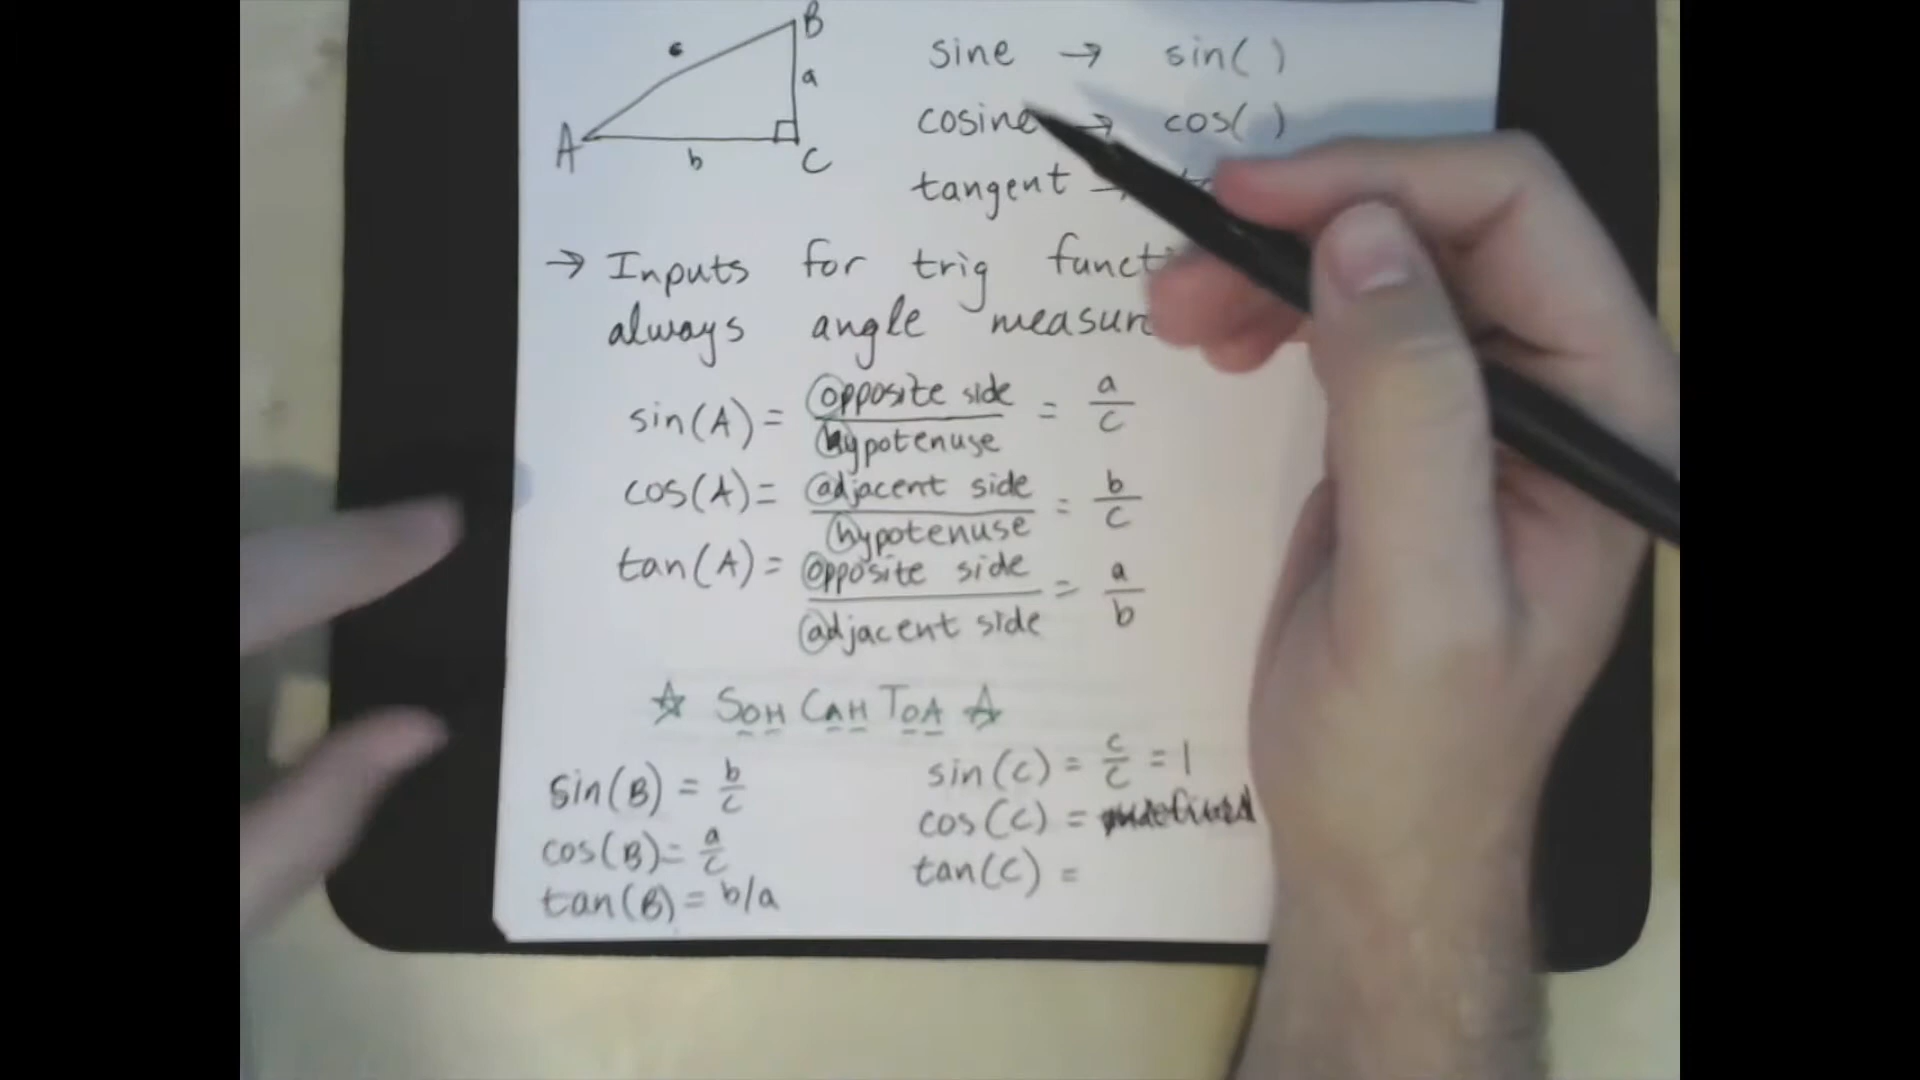 B
c
a
A
b
C
sine → sin( )
cosine → cos( )
tangent →
→ Inputs for trig
always angle
sin(A) = opposite side / hypotenuse = a/c
cos(A) = adjacent side / hypotenuse = b/c
tan(A) = opposite side / adjacent side = a/b
☆ SOH CAH TOA ☆
sin(B) = b/c
cos(B) = a/c
tan(B) = b/a
sin(C) = c/c = 1
cos(C) =
tan(C) =